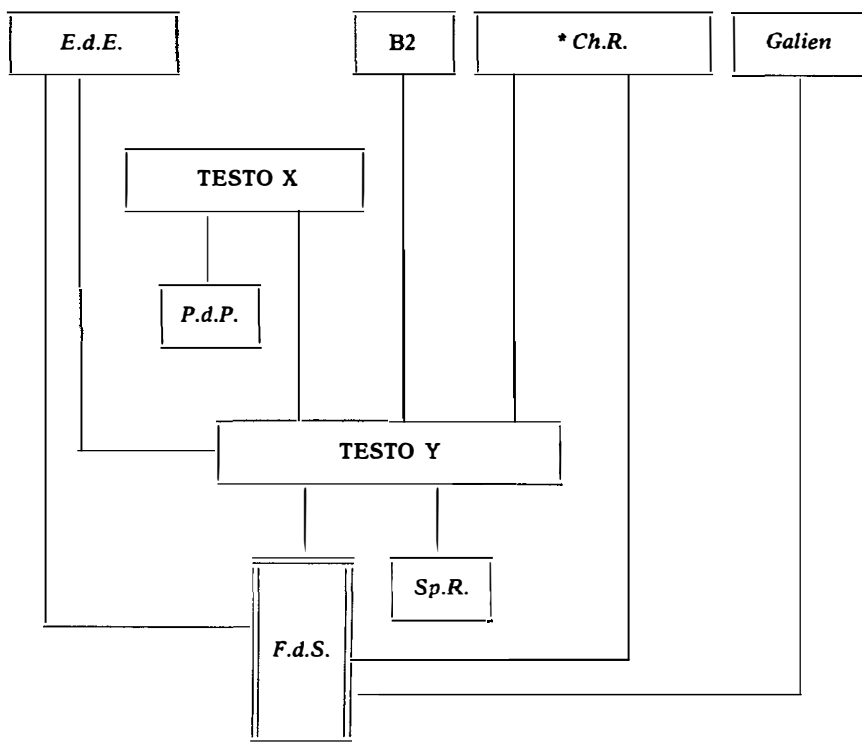 E.d.E.
B2
* Ch.R.
Galien
TESTO X
P.d.P.
TESTO Y
Sp.R.
F.d.S.